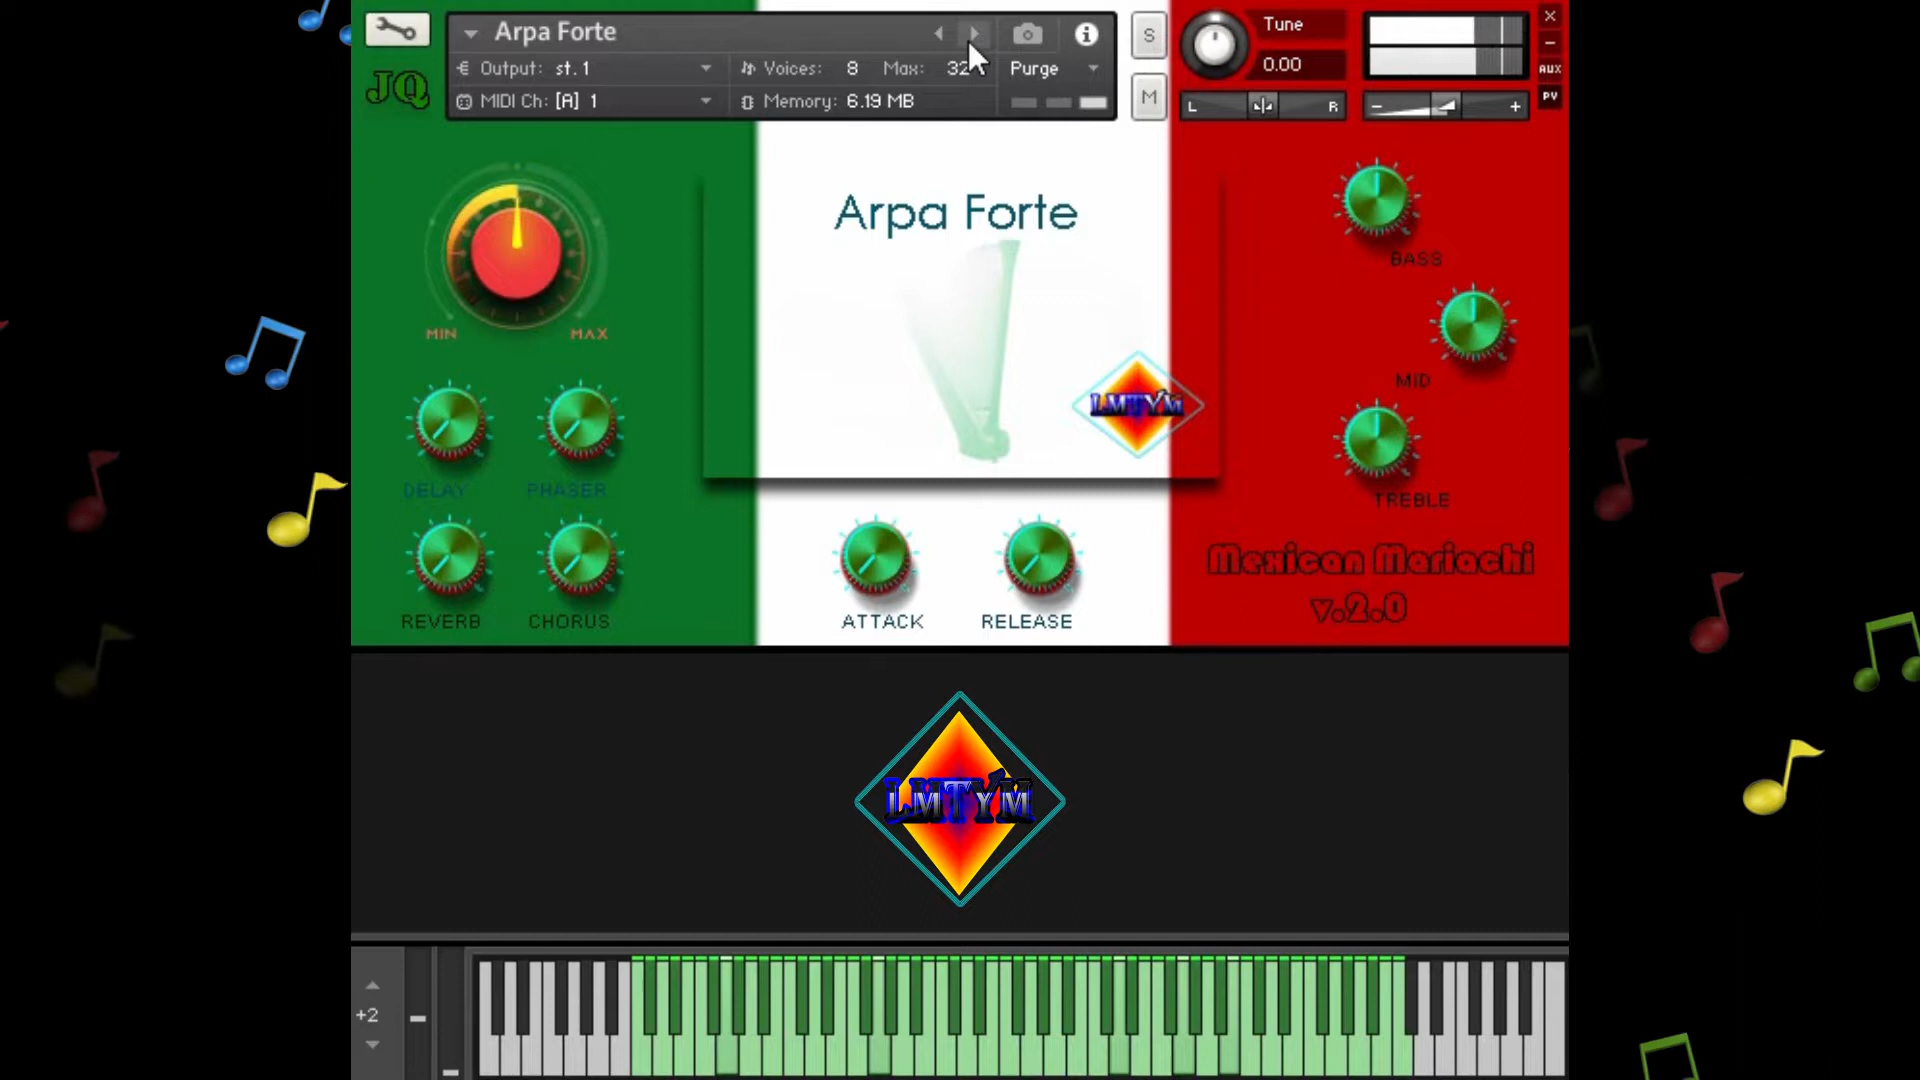 Arpa Forte
Output: st. 1
Voices: 8 Max: 32
Purge
MIDI Ch: [A] 1
Memory: 6.19 MB
S
M
Tune
0.00
L R
- +
X
AUX
PV
JQ
MIN MAX
DELAY PHASER
REVERB CHORUS
Arpa Forte
LMTYM
ATTACK RELEASE
BASS
MID
TREBLE
Mexican Mariachi
v.2.0
LMTYM
+2